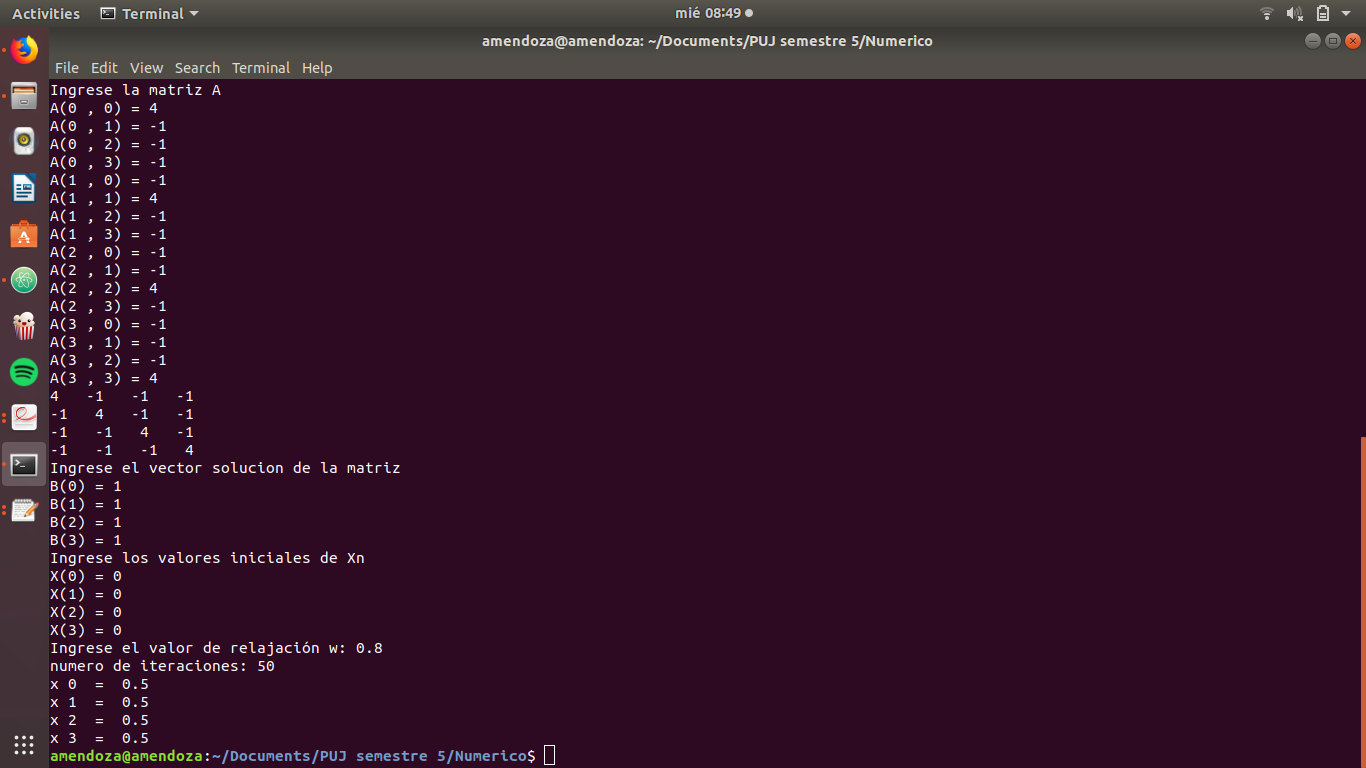 Activities Terminal mié 08:49
amendoza@amendoza: ~/Documents/PUJ semestre 5/Numerico
File Edit View Search Terminal Help
Ingrese la matriz A
A(0 , 0) = 4
A(0 , 1) = -1
A(0 , 2) = -1
A(0 , 3) = -1
A(1 , 0) = -1
A(1 , 1) = 4
A(1 , 2) = -1
A(1 , 3) = -1
A(2 , 0) = -1
A(2 , 1) = -1
A(2 , 2) = 4
A(2 , 3) = -1
A(3 , 0) = -1
A(3 , 1) = -1
A(3 , 2) = -1
A(3 , 3) = 4
4   -1   -1   -1
-1   4   -1   -1
-1   -1   4   -1
-1   -1   -1   4
Ingrese el vector solucion de la matriz
B(0) = 1
B(1) = 1
B(2) = 1
B(3) = 1
Ingrese los valores iniciales de Xn
X(0) = 0
X(1) = 0
X(2) = 0
X(3) = 0
Ingrese el valor de relajación w: 0.8
numero de iteraciones: 50
x 0  =  0.5
x 1  =  0.5
x 2  =  0.5
x 3  =  0.5
amendoza@amendoza:~/Documents/PUJ semestre 5/Numerico$